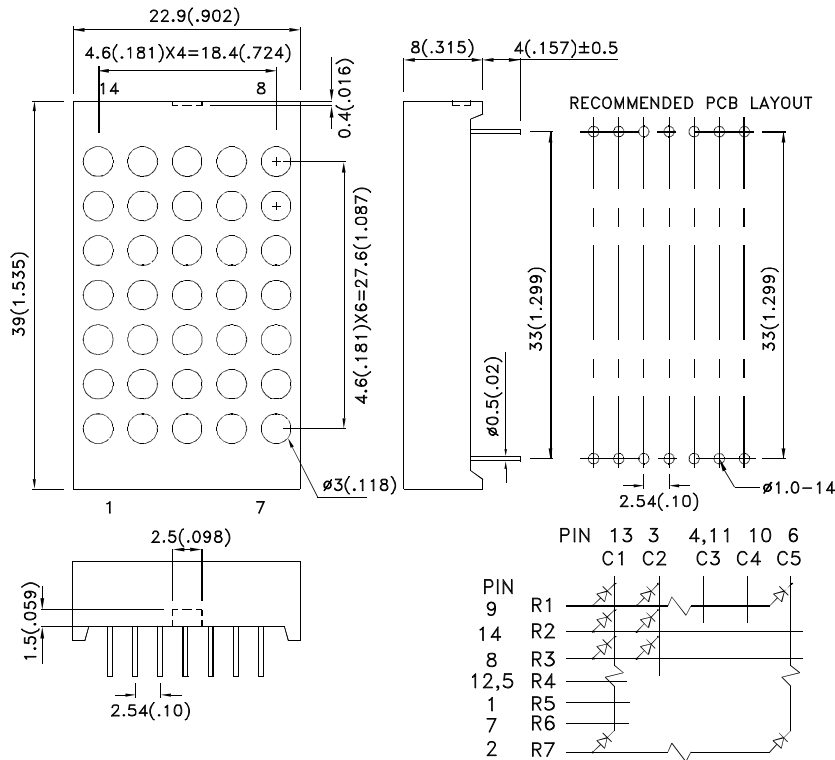 22.9(.902)
4.6(.181)X4=18.4(.724)
14
8
0.4(.016)
39(1.535)
4.6(.181)X6=27.6(1.087)
ø3(.118)
1
7
8(.315)
4(.157)±0.5
33(1.299)
ø0.5(.02)
RECOMMENDED PCB LAYOUT
33(1.299)
2.54(.10)
ø1.0-14
2.5(.098)
1.5(.059)
2.54(.10)
PIN 13 3 4,11 10 6
C1 C2 C3 C4 C5
PIN
9 R1
14 R2
8 R3
12,5 R4
1 R5
7 R6
2 R7